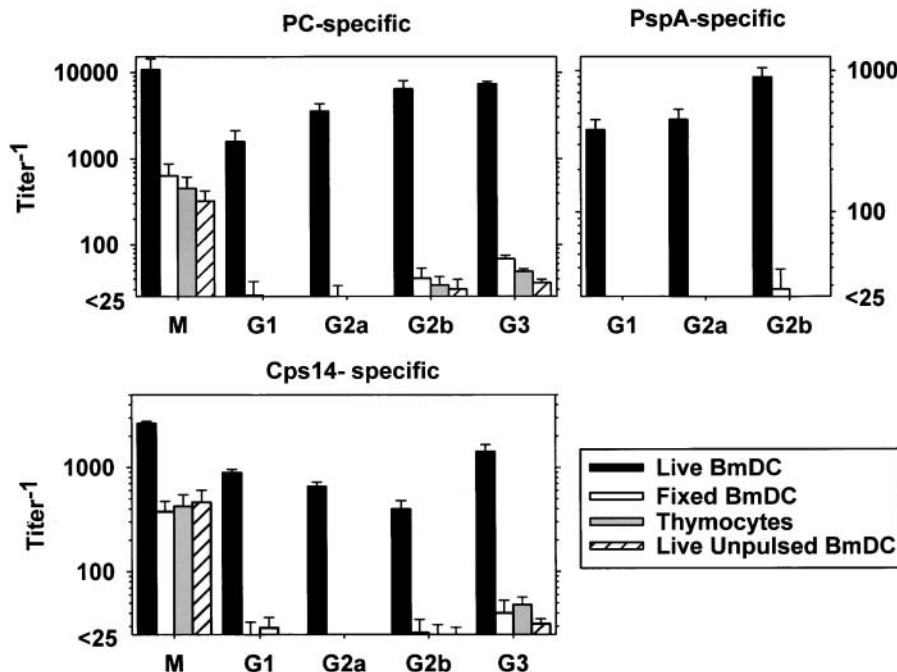 PC-specific
PspA-specific
Titer-1
10000
1000
100
<25
M G1 G2a G2b G3
1000
100
<25
G1 G2a G2b
Cps14- specific
Titer-1
1000
100
<25
M G1 G2a G2b G3
Live BmDC
Fixed BmDC
Thymocytes
Live Unpulsed BmDC